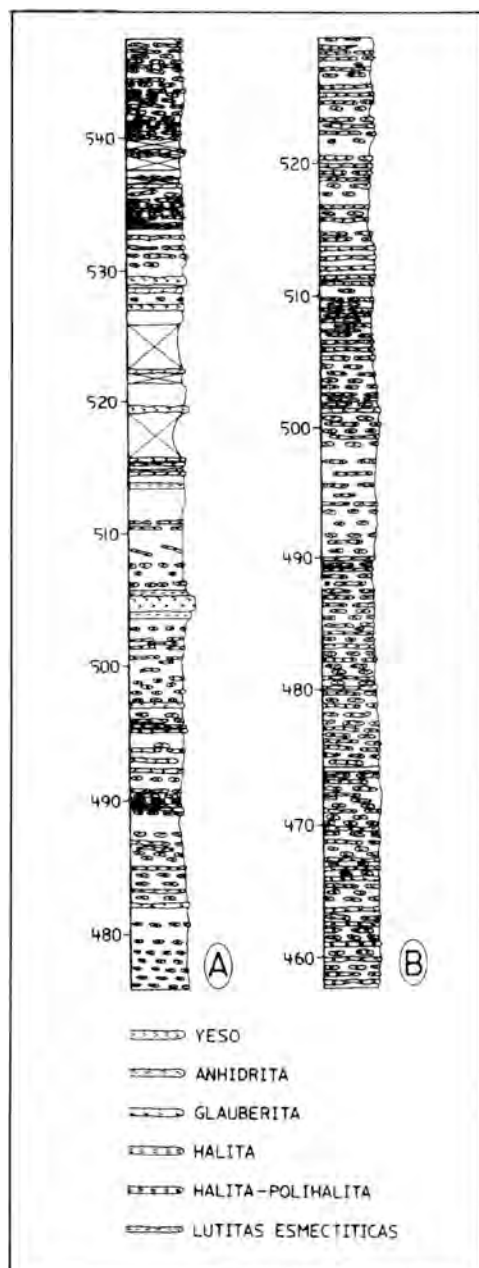 540
530
520
510
500
490
480
A
520
510
500
490
480
470
460
B
YESO
ANHIDRITA
GLAUBERITA
HALITA
HALITA-POLIHALITA
LUTITAS ESMECTITICAS